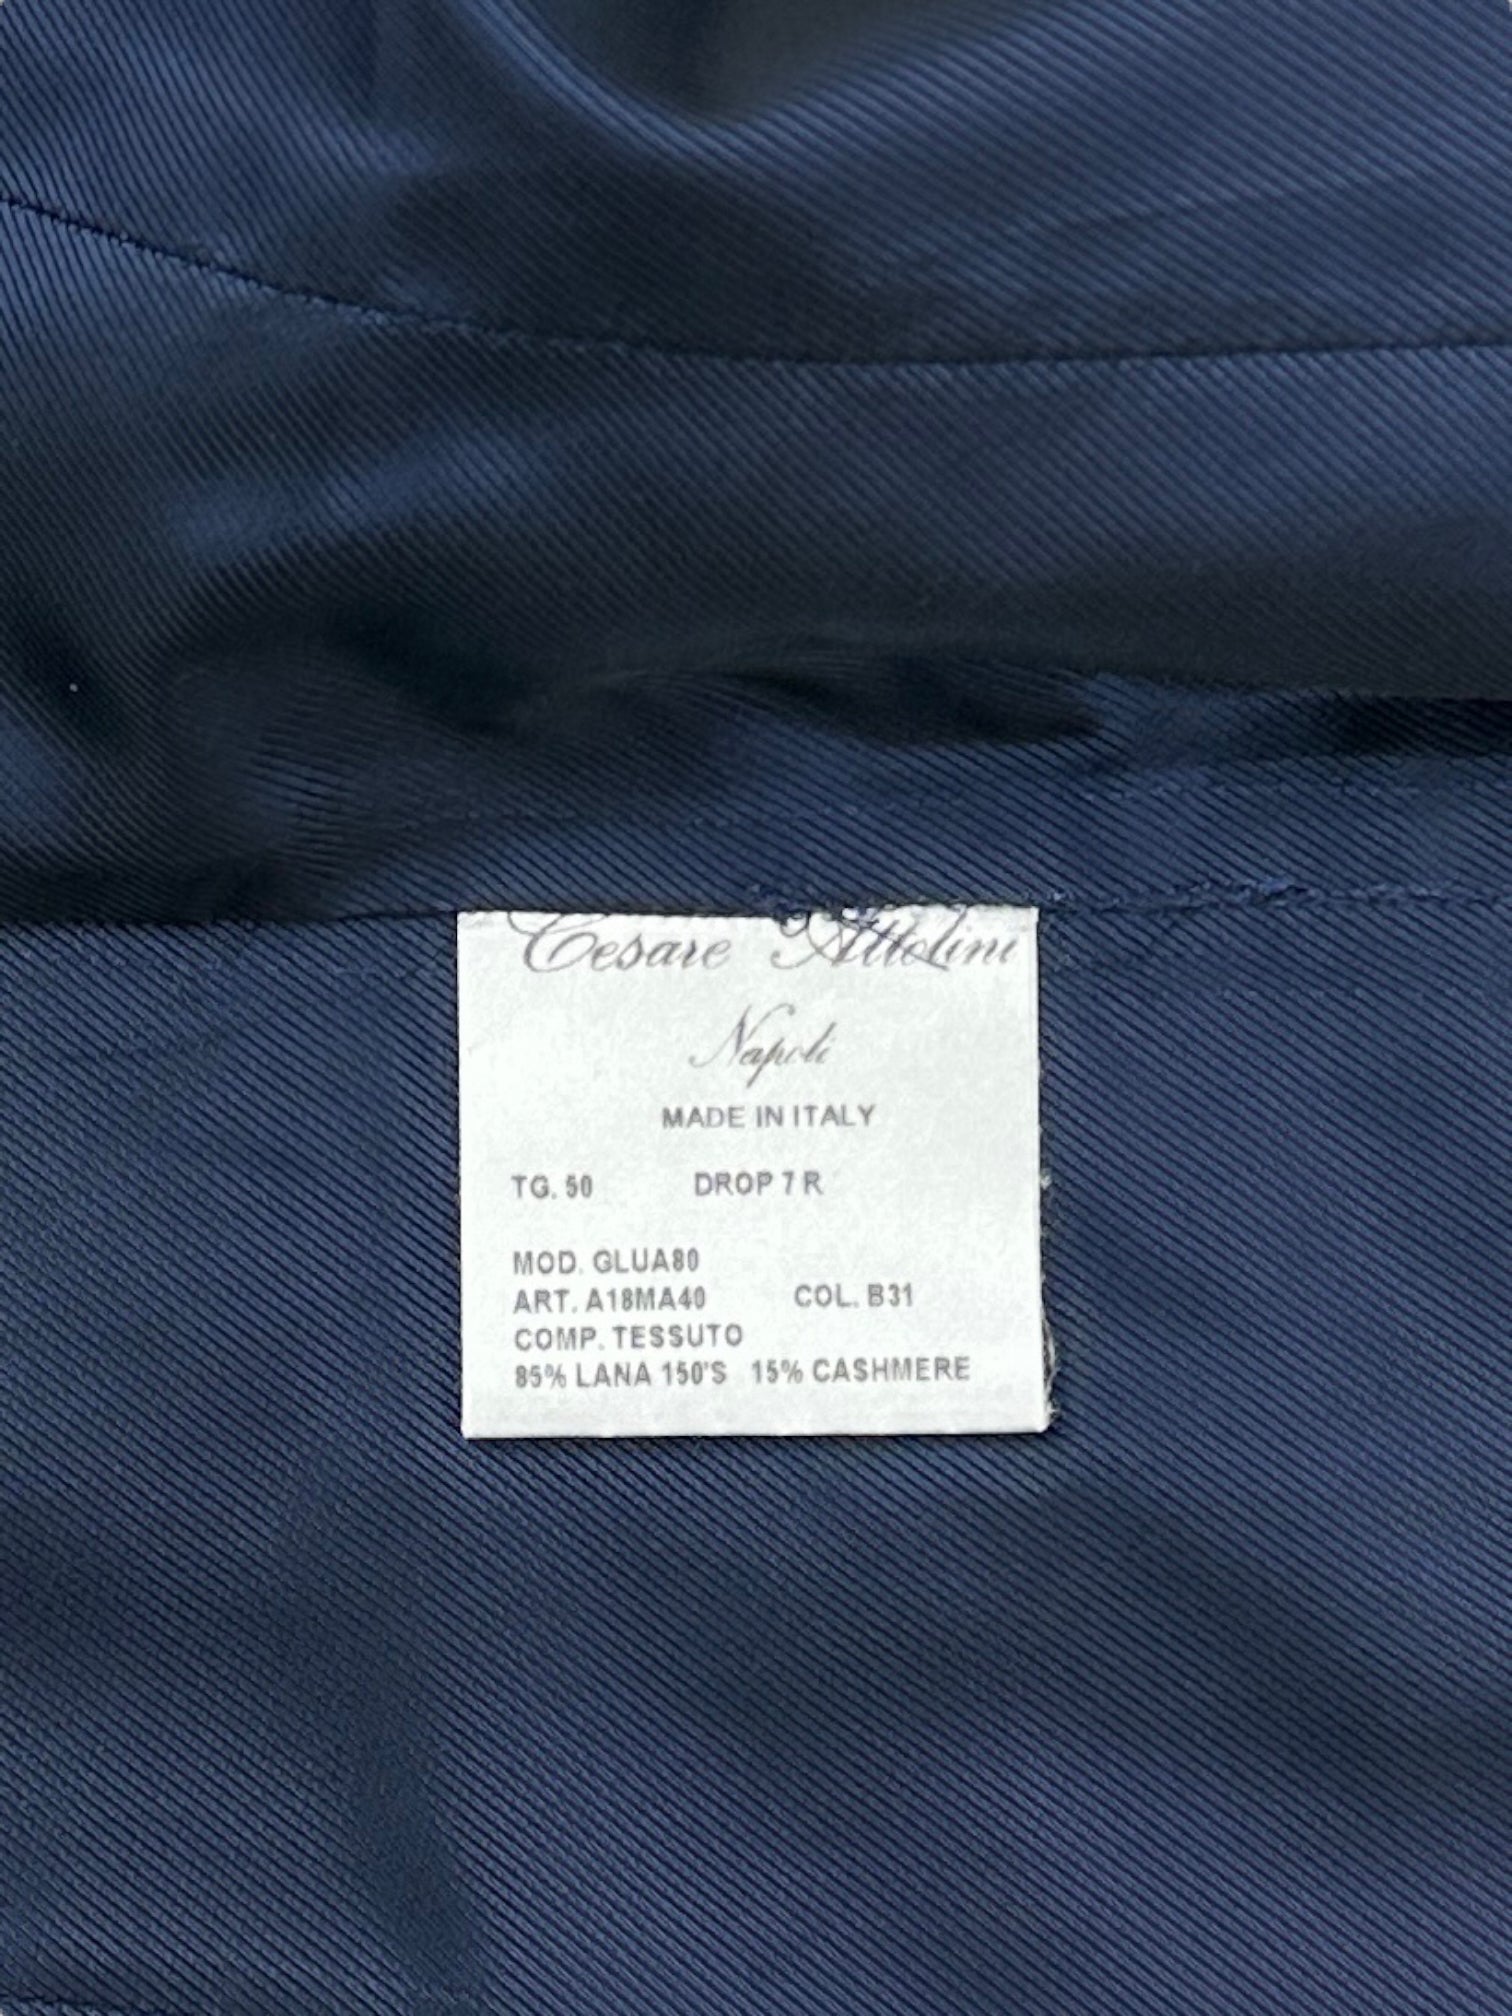 Cesare Attolini
Napoli
MADE IN ITALY
TG. 50 DROP 7 R
MOD. GLUA80
ART. A18MA40 COL. B31
COMP. TESSUTO
85% LANA 150'S 15% CASHMERE